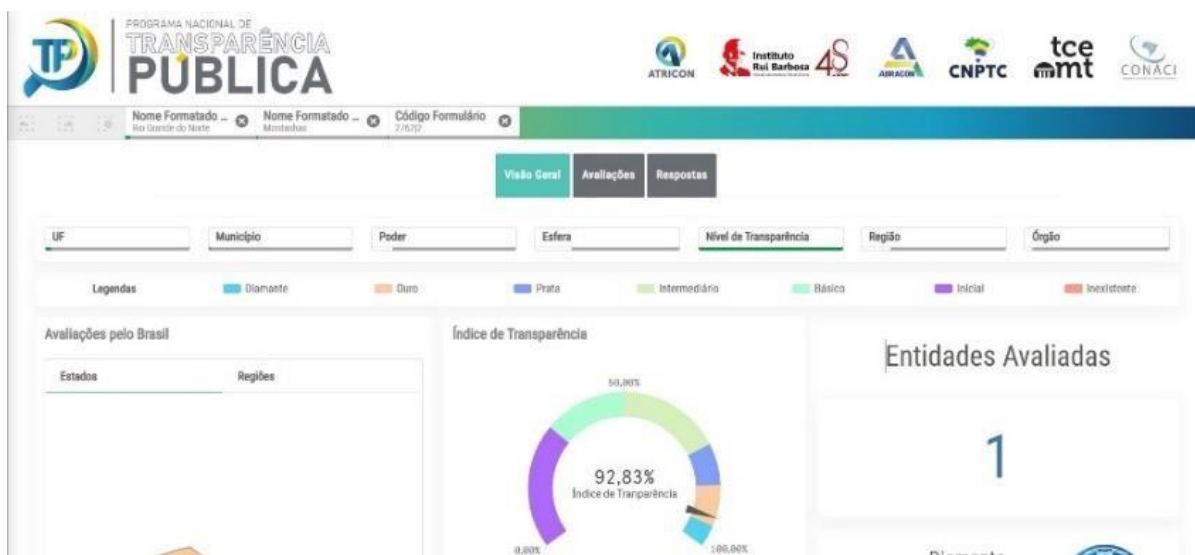 PROGRAMA NACIONAL DE
TRANSPARÊNCIA
PÚBLICA
TP
ATRICON
Instituto
Rui Barbosa
ABRACOM
CNPTC
tce
mt
CONACI
Nome Formatado ...
Rio Grande do Norte
Nome Formatado ...
Montanhas
Código Formulário
Visão Geral
Avaliações
Respostas
UF
Município
Poder
Esfera
Nível de Transparência
Região
Órgão
Legendas
Diamante
Ouro
Prata
Intermediário
Básico
Inicial
Inexistente
Avaliações pelo Brasil
Estados
Regiões
Índice de Transparência
50,00%
92,83%
Índice de Tranparência
0,00%
100,00%
Entidades Avaliadas
1
Diamante